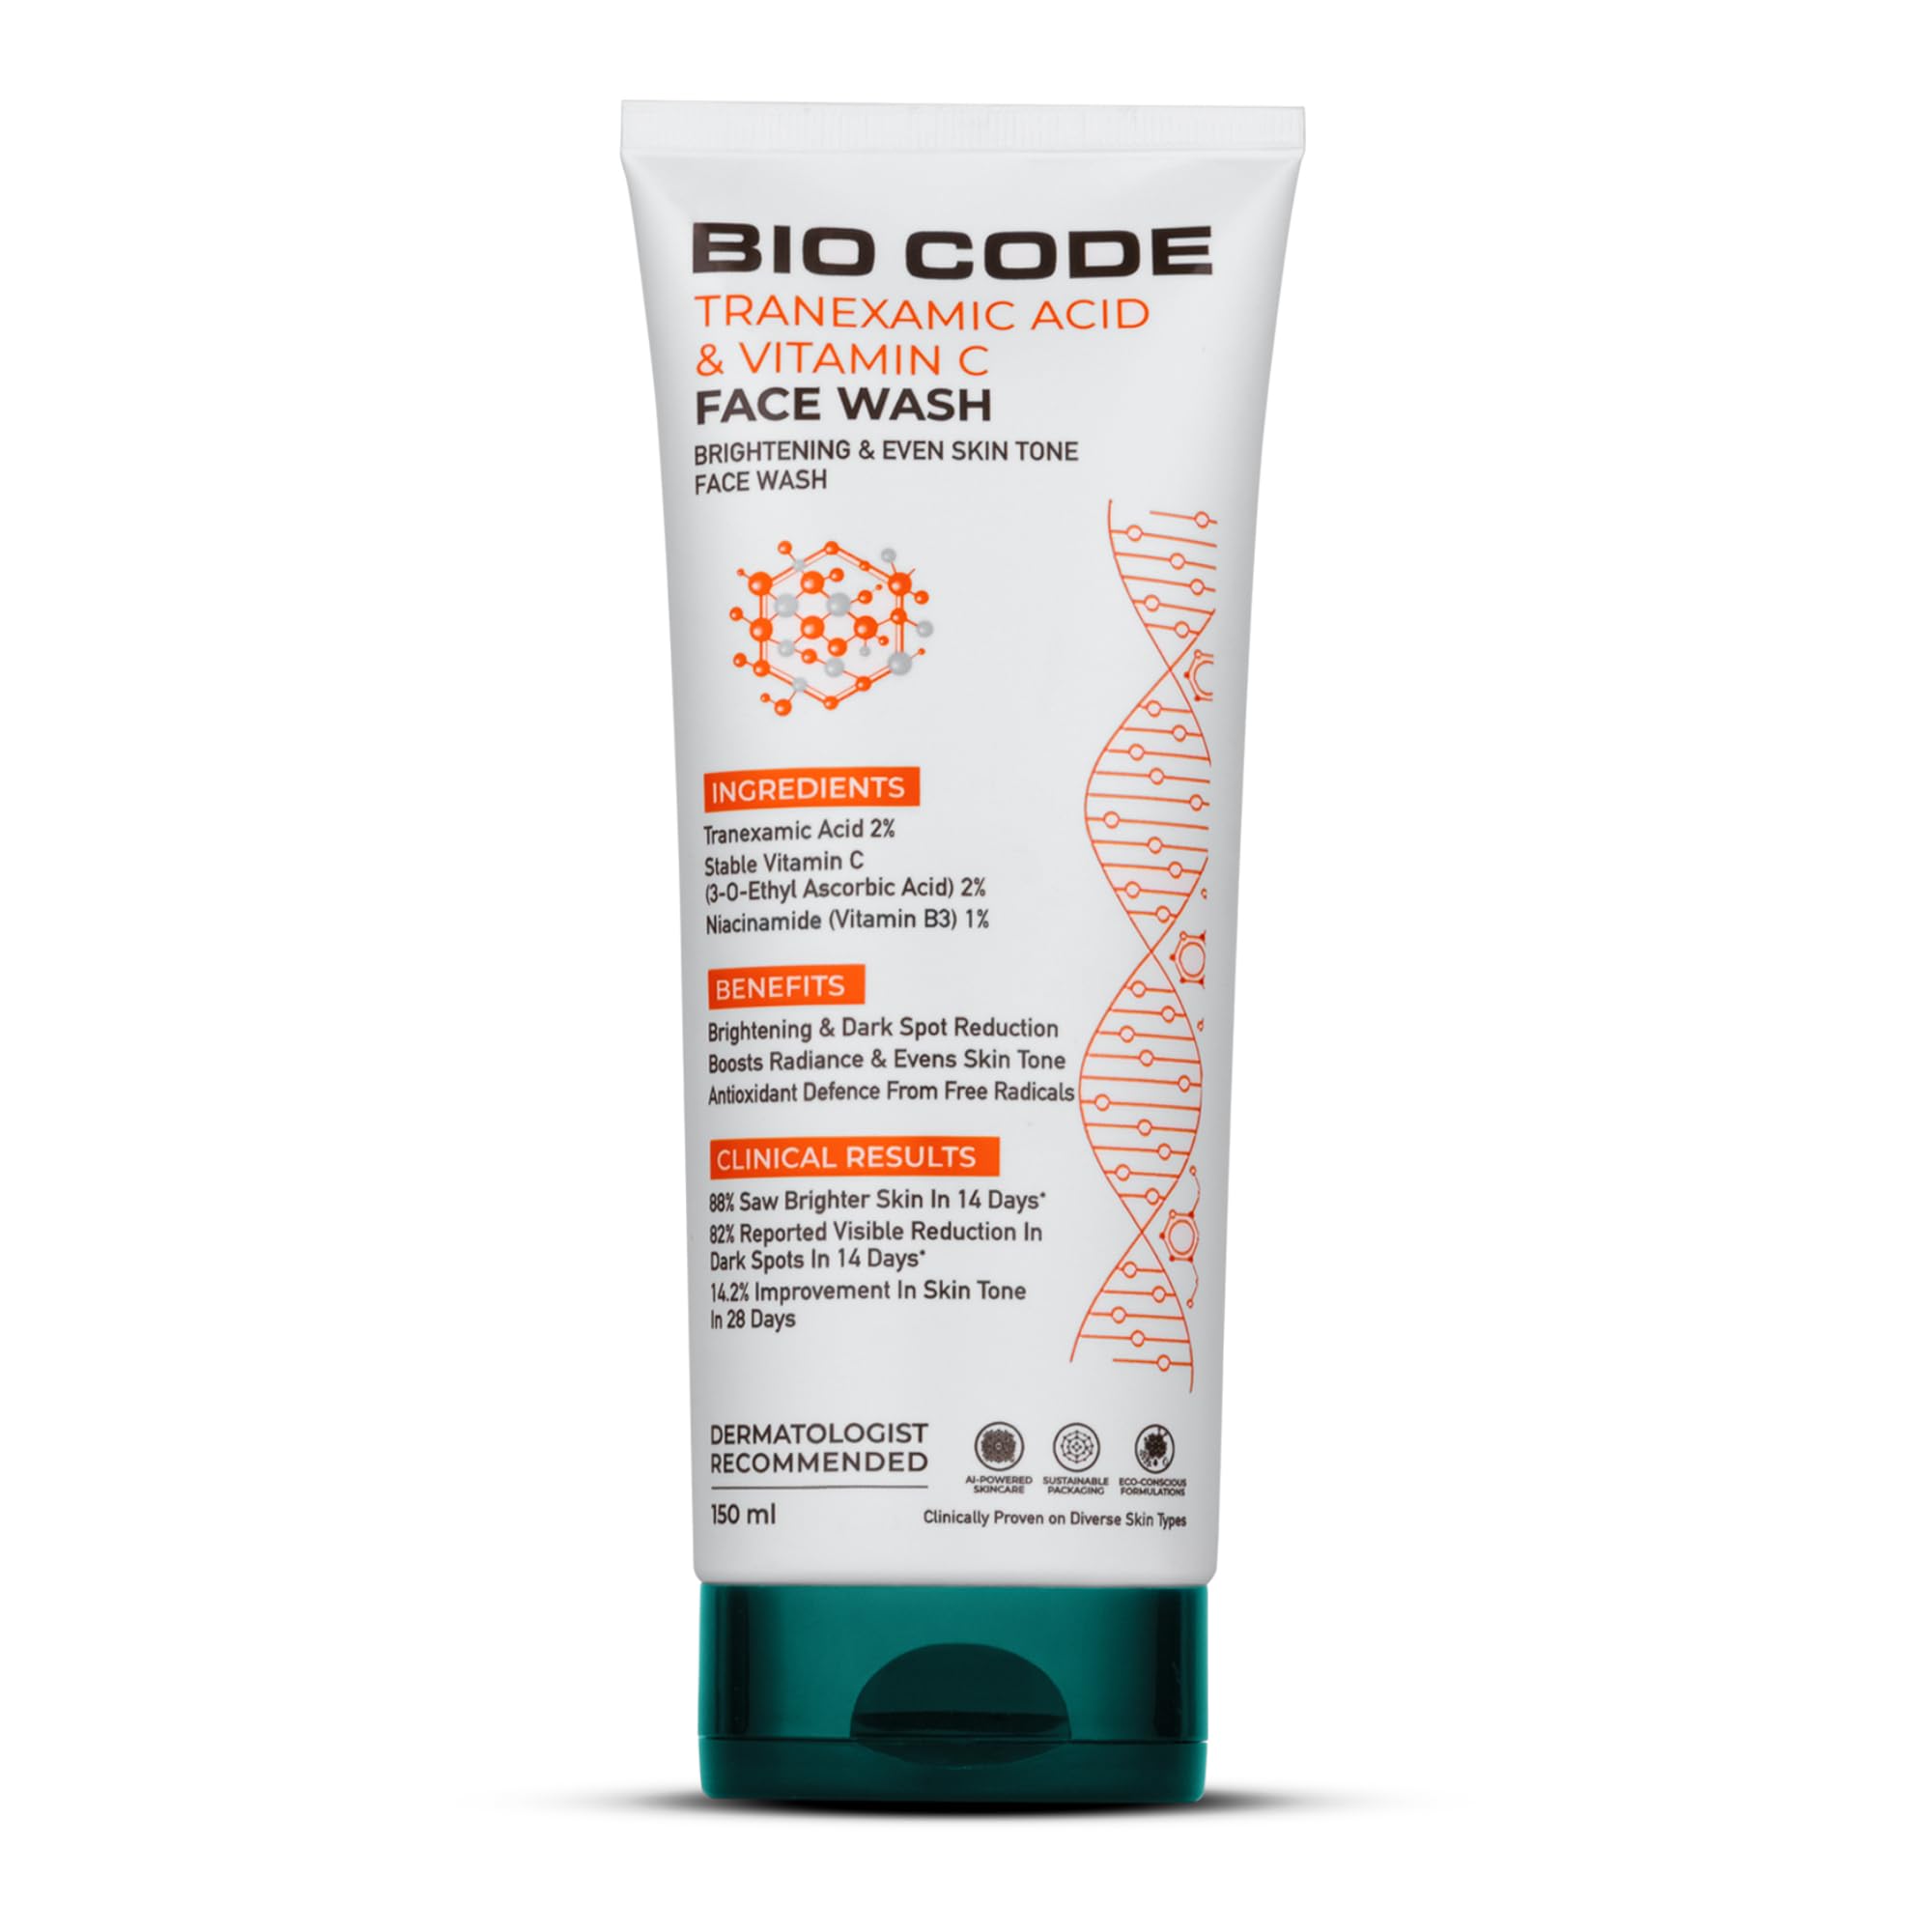 BIO CODE
TRANEXAMIC ACID
& VITAMIN C
FACE WASH
BRIGHTENING & EVEN SKIN TONE
FACE WASH
INGREDIENTS
Tranexamic Acid 2%
Stable Vitamin C
(3-O-Ethyl Ascorbic Acid) 2%
Niacinamide (Vitamin B3) 1%
BENEFITS
Brightening & Dark Spot Reduction
Boosts Radiance & Evens Skin Tone
Antioxidant Defence From Free Radicals
CLINICAL RESULTS
88% Saw Brighter Skin In 14 Days*
82% Reported Visible Reduction In
Dark Spots In 14 Days*
14.2% Improvement In Skin Tone
In 28 Days
DERMATOLOGIST
RECOMMENDED
150 ml
AI-POWERED
SKINCARE
SUSTAINABLE
PACKAGING
ECO-CONSCIOUS
FORMULATIONS
Clinically Proven on Diverse Skin Types